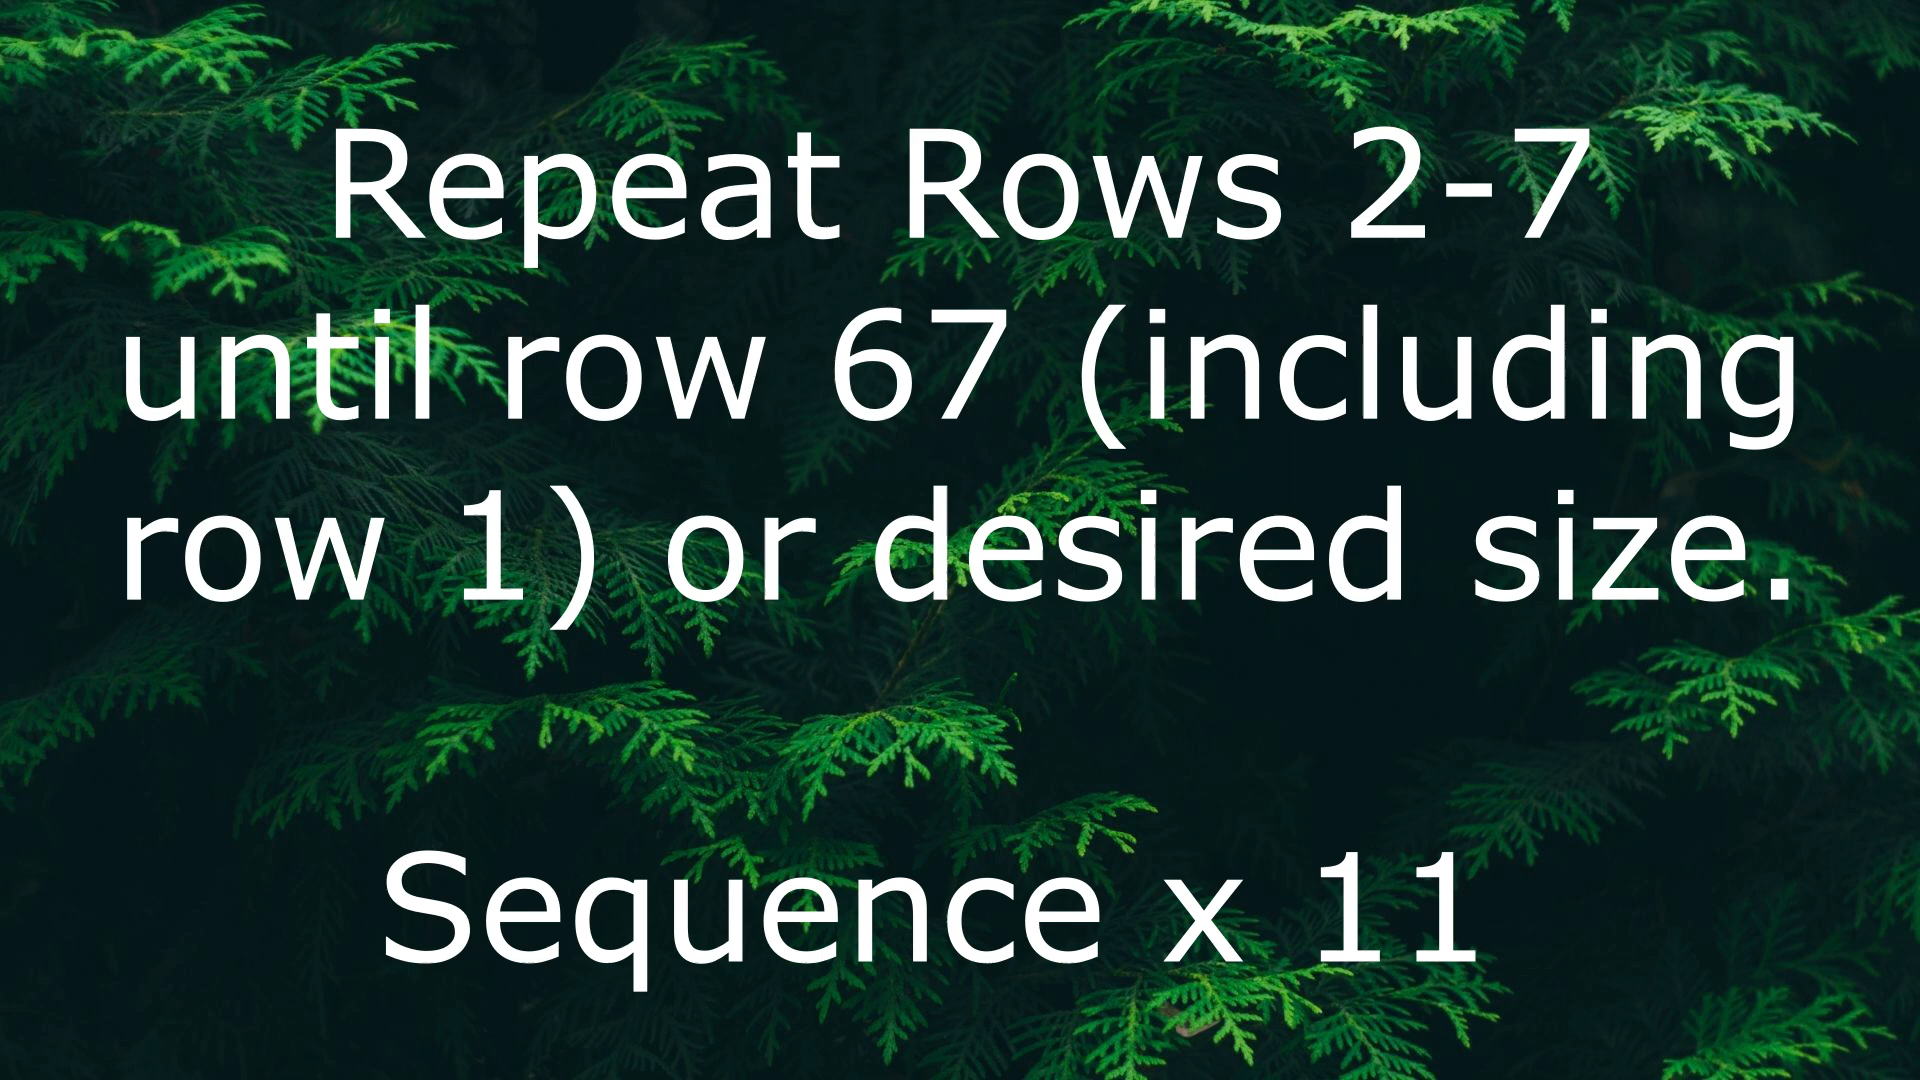 Repeat Rows 2-7
until row 67 (including
row 1) or desired size.
Sequence x 11